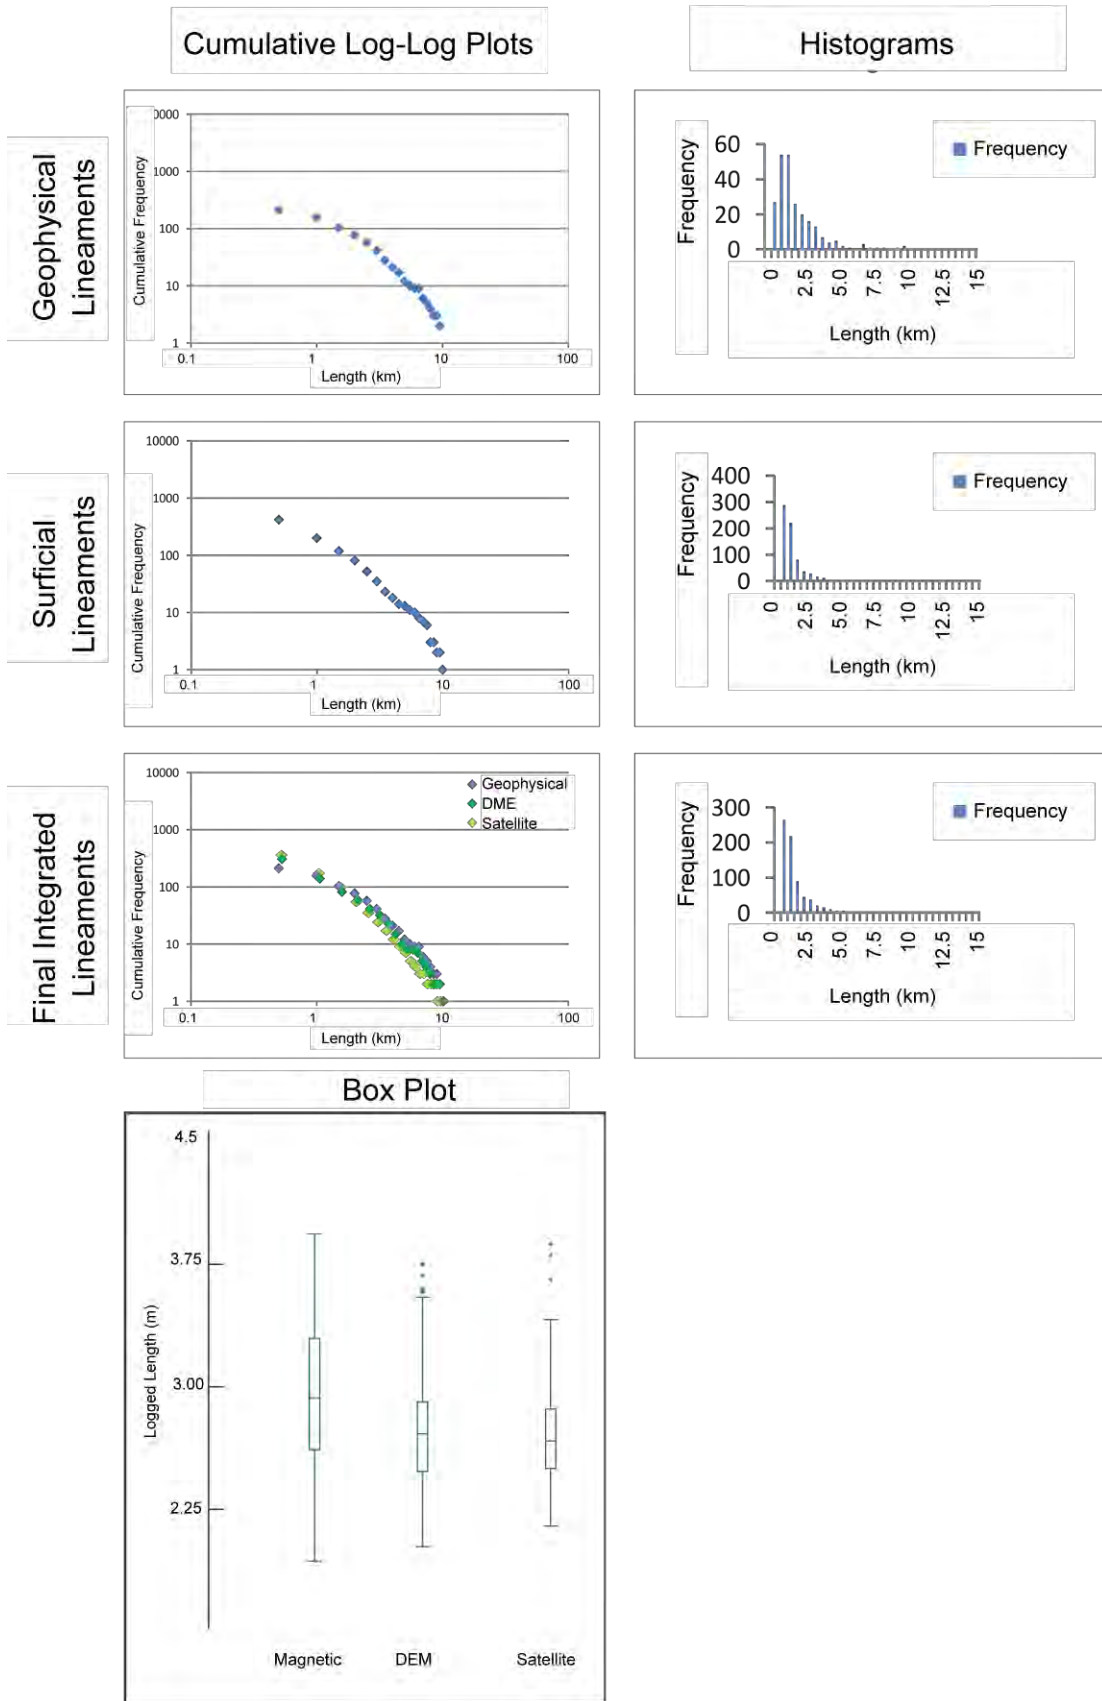 Cumulative Log-Log Plots
Histograms
Geophysical
Lineaments
0000
1000
100
10
1
0.1
1
10
100
Cumulative Frequency
Length (km)
60
40
20
0
Frequency
Frequency
0
2.5
5.0
7.5
10
12.5
15
Length (km)
Surficial
Lineaments
10000
1000
100
10
1
0.1
1
10
100
Cumulative Frequency
Length (km)
400
300
200
100
0
Frequency
Frequency
0
2.5
5.0
7.5
10
12.5
15
Length (km)
Final Integrated
Lineaments
10000
1000
100
10
1
0.1
1
10
100
Cumulative Frequency
Length (km)
Geophysical
DME
Satellite
300
200
100
0
Frequency
Frequency
0
2.5
5.0
7.5
10
12.5
15
Length (km)
Box Plot
4.5
3.75
3.00
2.25
Logged Length (m)
Magnetic
DEM
Satellite